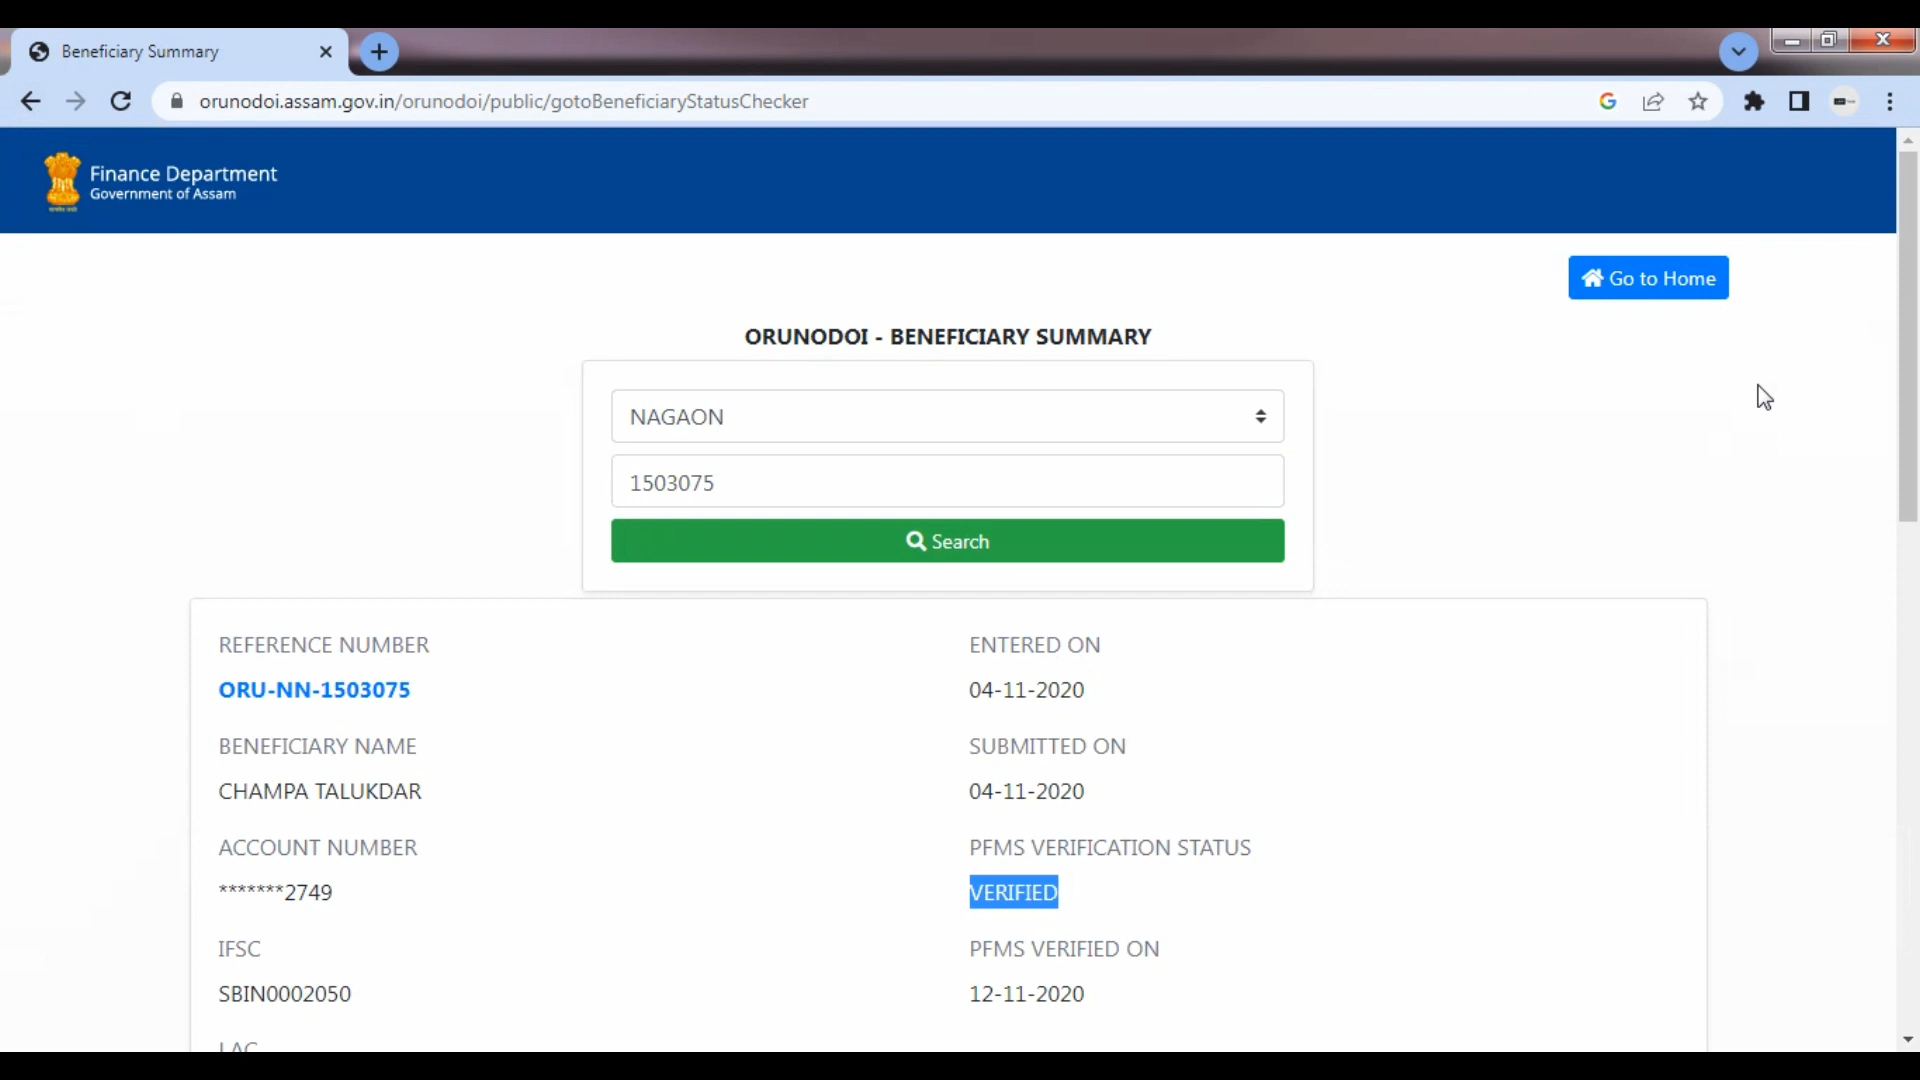 Beneficiary Summary
orunodoi.assam.gov.in/orunodoi/public/gotoBeneficiaryStatusChecker
Finance Department
Government of Assam
Go to Home
ORUNODOI - BENEFICIARY SUMMARY
NAGAON
1503075
Search
REFERENCE NUMBER
ORU-NN-1503075
ENTERED ON
04-11-2020
BENEFICIARY NAME
CHAMPA TALUKDAR
SUBMITTED ON
04-11-2020
ACCOUNT NUMBER
*******2749
PFMS VERIFICATION STATUS
VERIFIED
IFSC
SBIN0002050
PFMS VERIFIED ON
12-11-2020
LAC